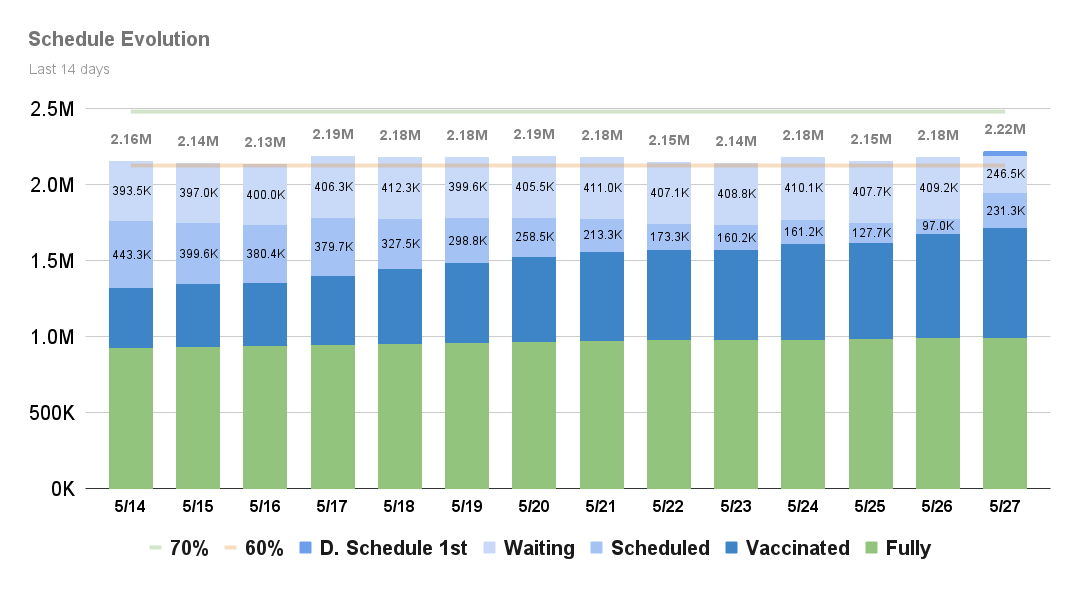 Schedule Evolution
Last 14 days
2.5M
2.16M 2.14M 2.13M 2.19M 2.18M 2.18M 2.19M 2.18M 2.15M 2.14M 2.18M 2.15M 2.18M 2.22M
2.0M
393.5K 397.0K 400.0K 406.3K 412.3K 399.6K 405.5K 411.0K 407.1K 408.8K 410.1K 407.7K 409.2K 246.5K
443.3K 399.6K 380.4K 379.7K 327.5K 298.8K 258.5K 213.3K 173.3K 160.2K 161.2K 127.7K 97.0K 231.3K
1.5M
1.0M
500K
0K
5/14 5/15 5/16 5/17 5/18 5/19 5/20 5/21 5/22 5/23 5/24 5/25 5/26 5/27
70% 60% D. Schedule 1st Waiting Scheduled Vaccinated Fully